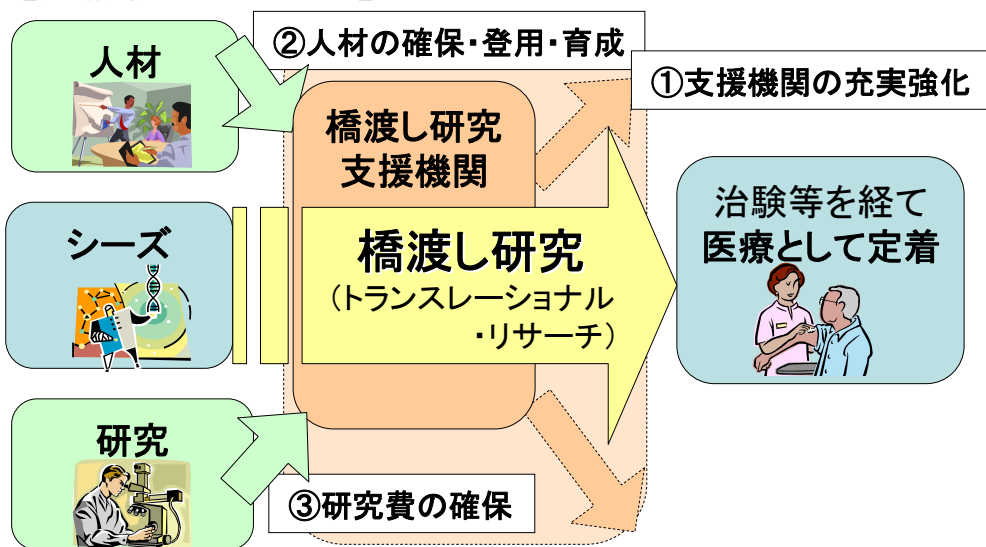 人材
②人材の確保・登用・育成
①支援機関の充実強化
橋渡し研究
支援機関
シーズ
橋渡し研究
(トランスレーショナル
・リサーチ)
治験等を経て
医療として定着
研究
③研究費の確保